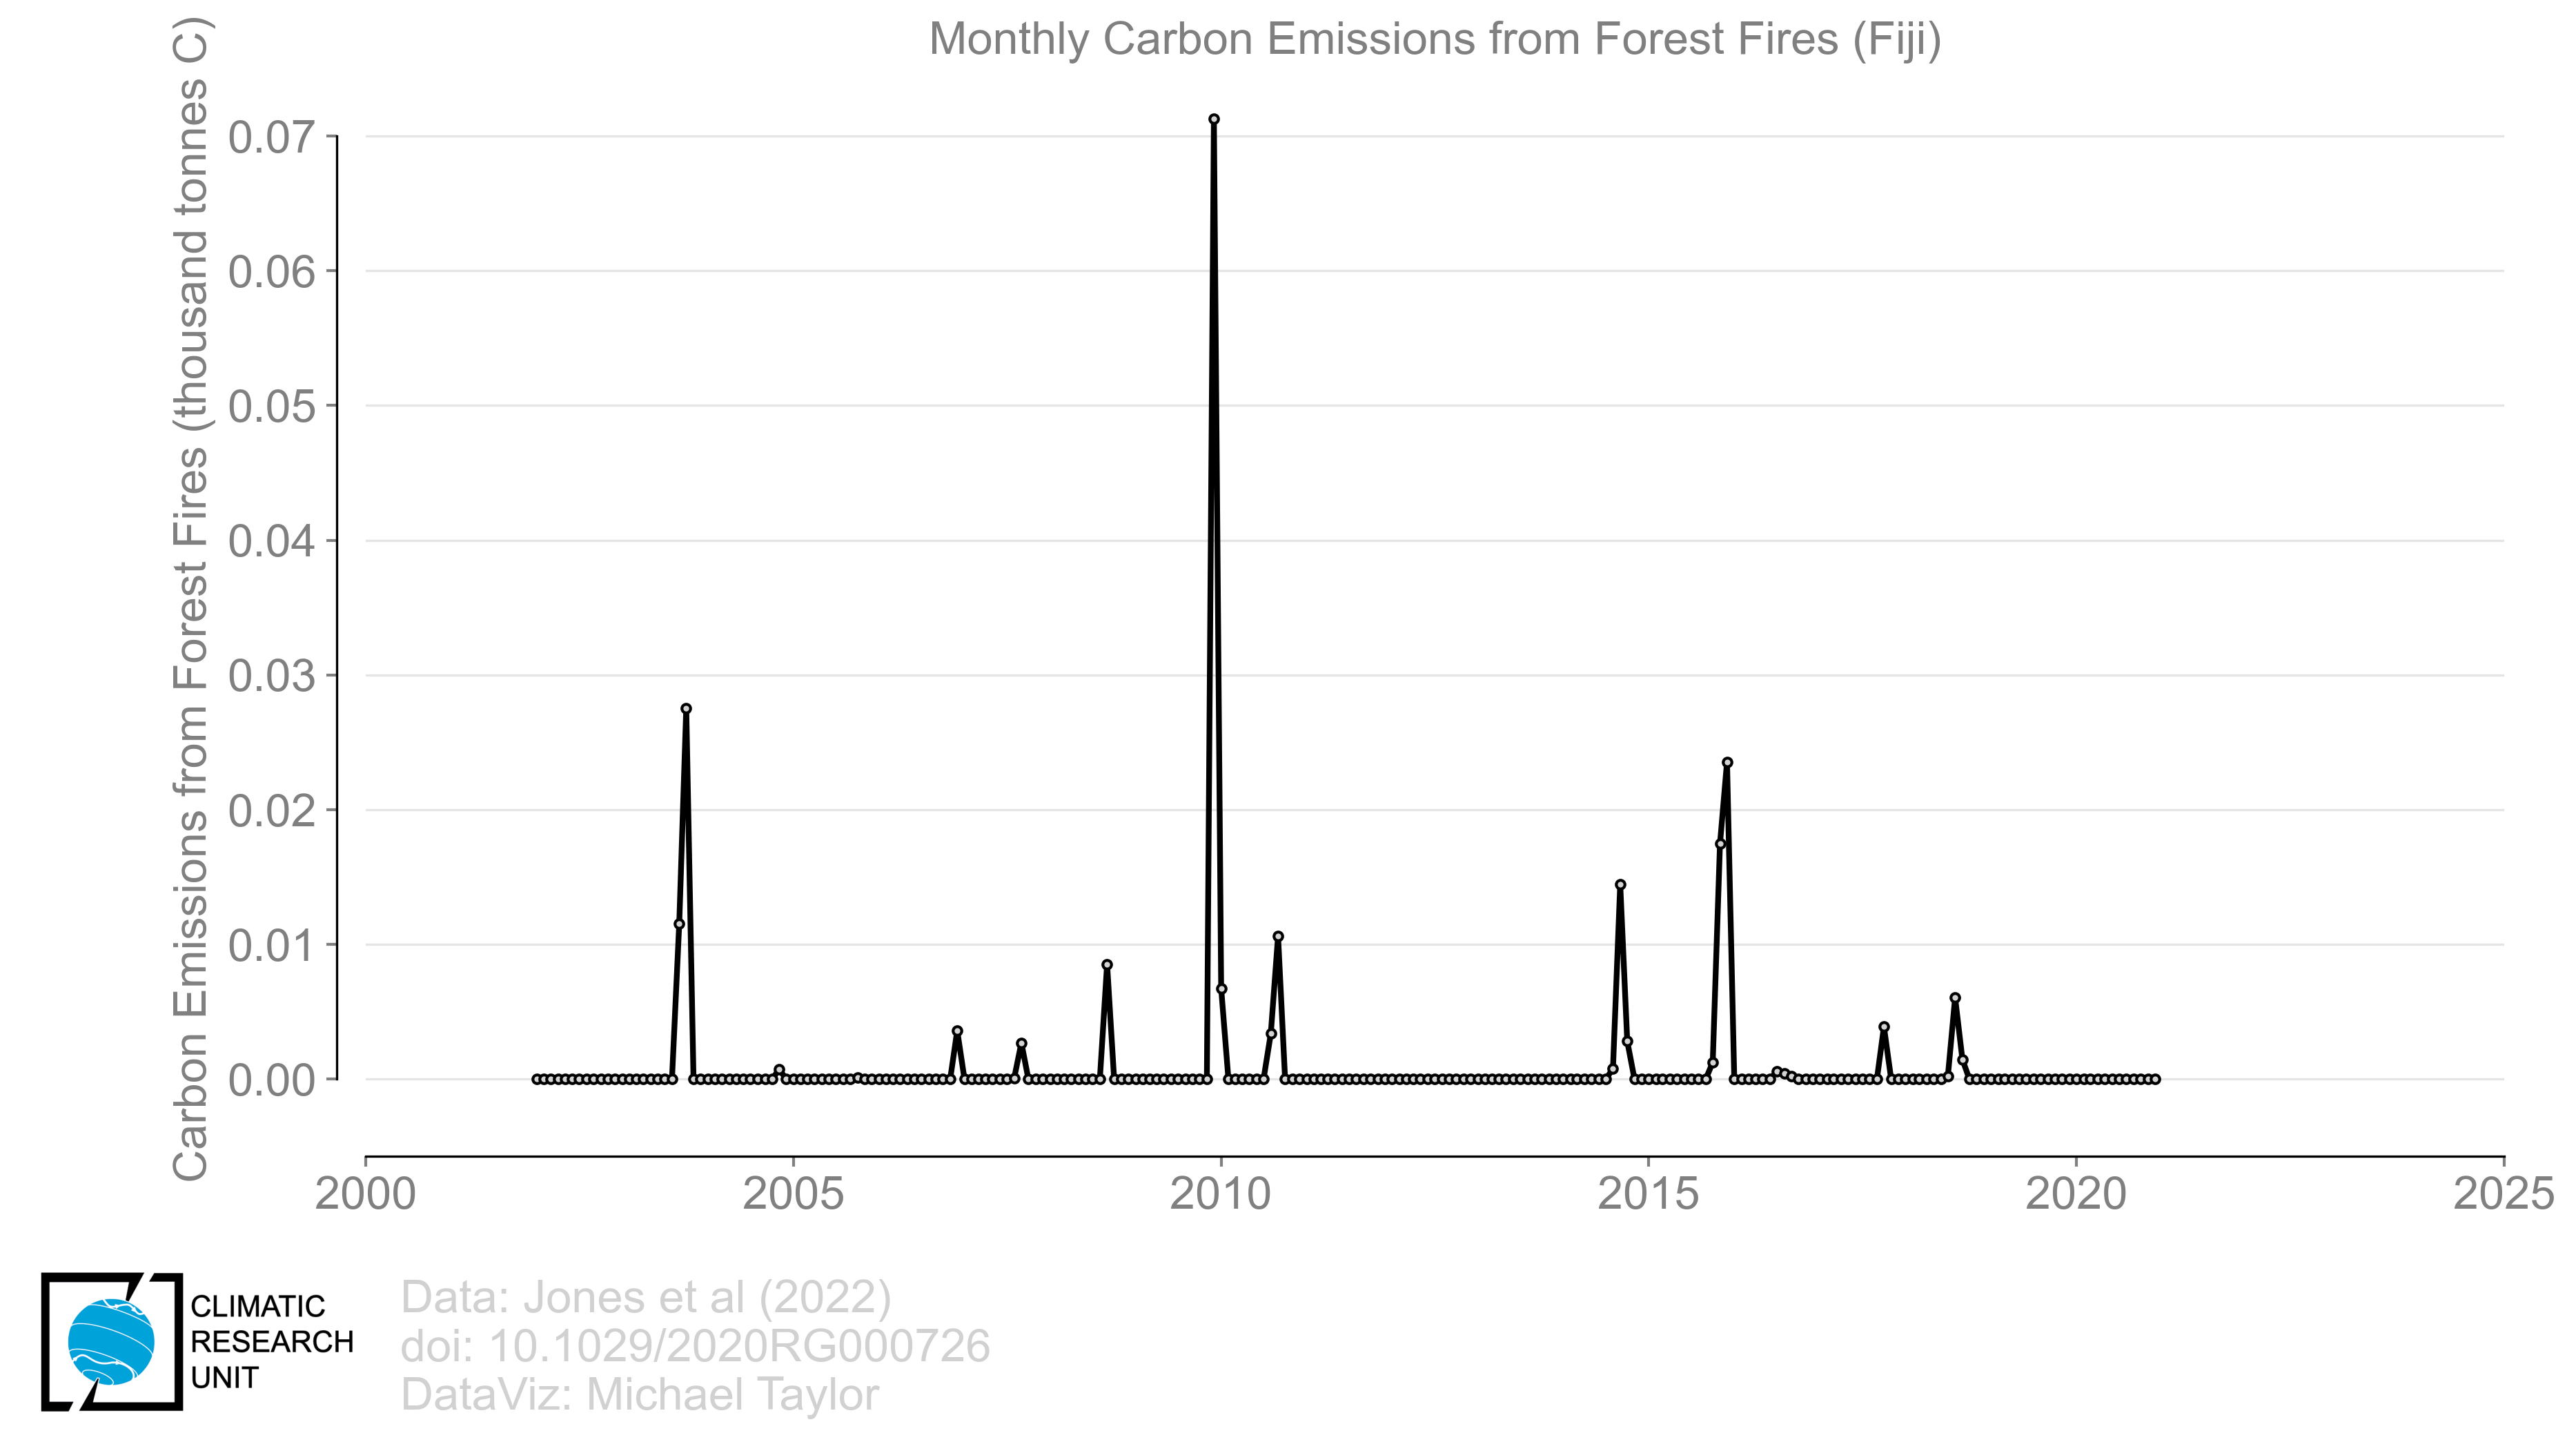 Monthly Carbon Emissions from Forest Fires (Fiji)
Carbon Emissions from Forest Fires (thousand tonnes C)
0.07
0.06
0.05
0.04
0.03
0.02
0.01
0.00
2000 2005 2010 2015 2020 2025
CLIMATIC
RESEARCH
UNIT
Data: Jones et al (2022)
doi: 10.1029/2020RG000726
DataViz: Michael Taylor